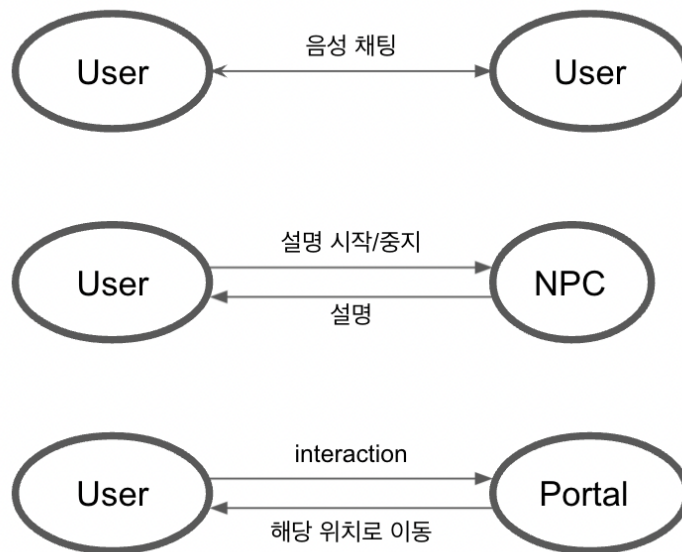 음성 채팅
User
User
설명 시작/중지
User
NPC
설명
interaction
User
Portal
해당 위치로 이동